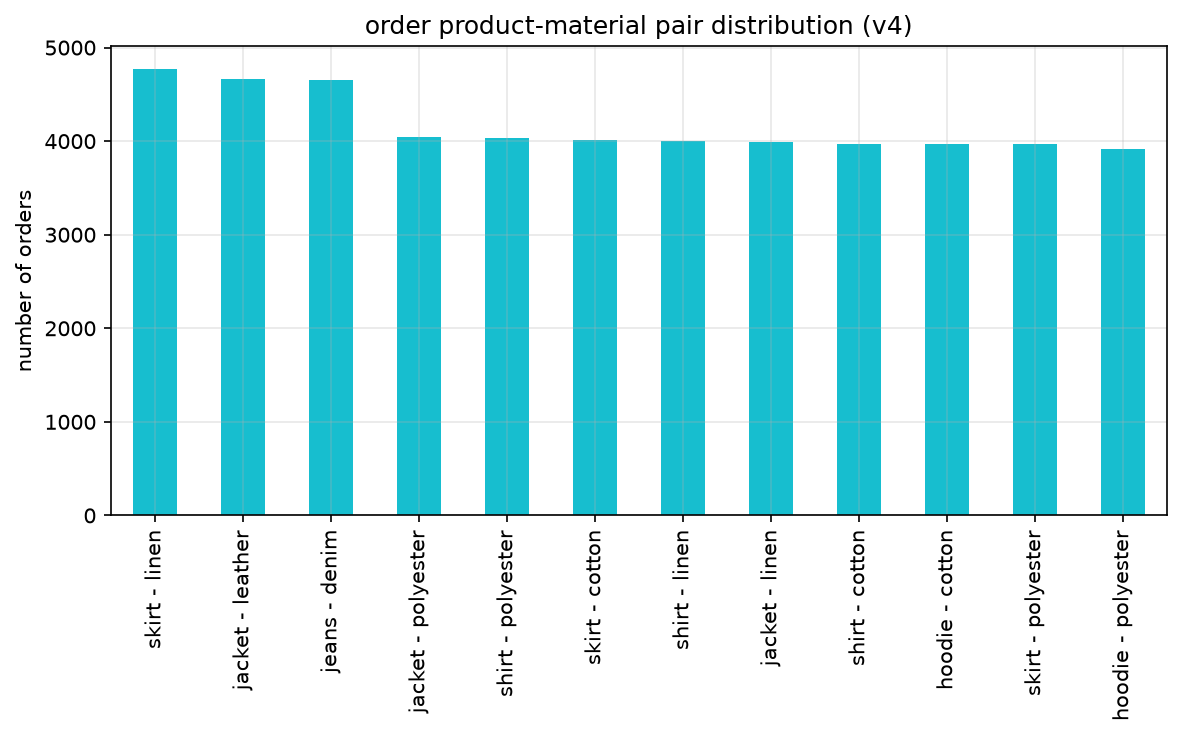 order product-material pair distribution (v4)
number of orders
5000
4000
3000
2000
1000
0
skirt - linen
jacket - leather
jeans - denim
jacket - polyester
shirt - polyester
skirt - cotton
shirt - linen
jacket - linen
shirt - cotton
hoodie - cotton
skirt - polyester
hoodie - polyester